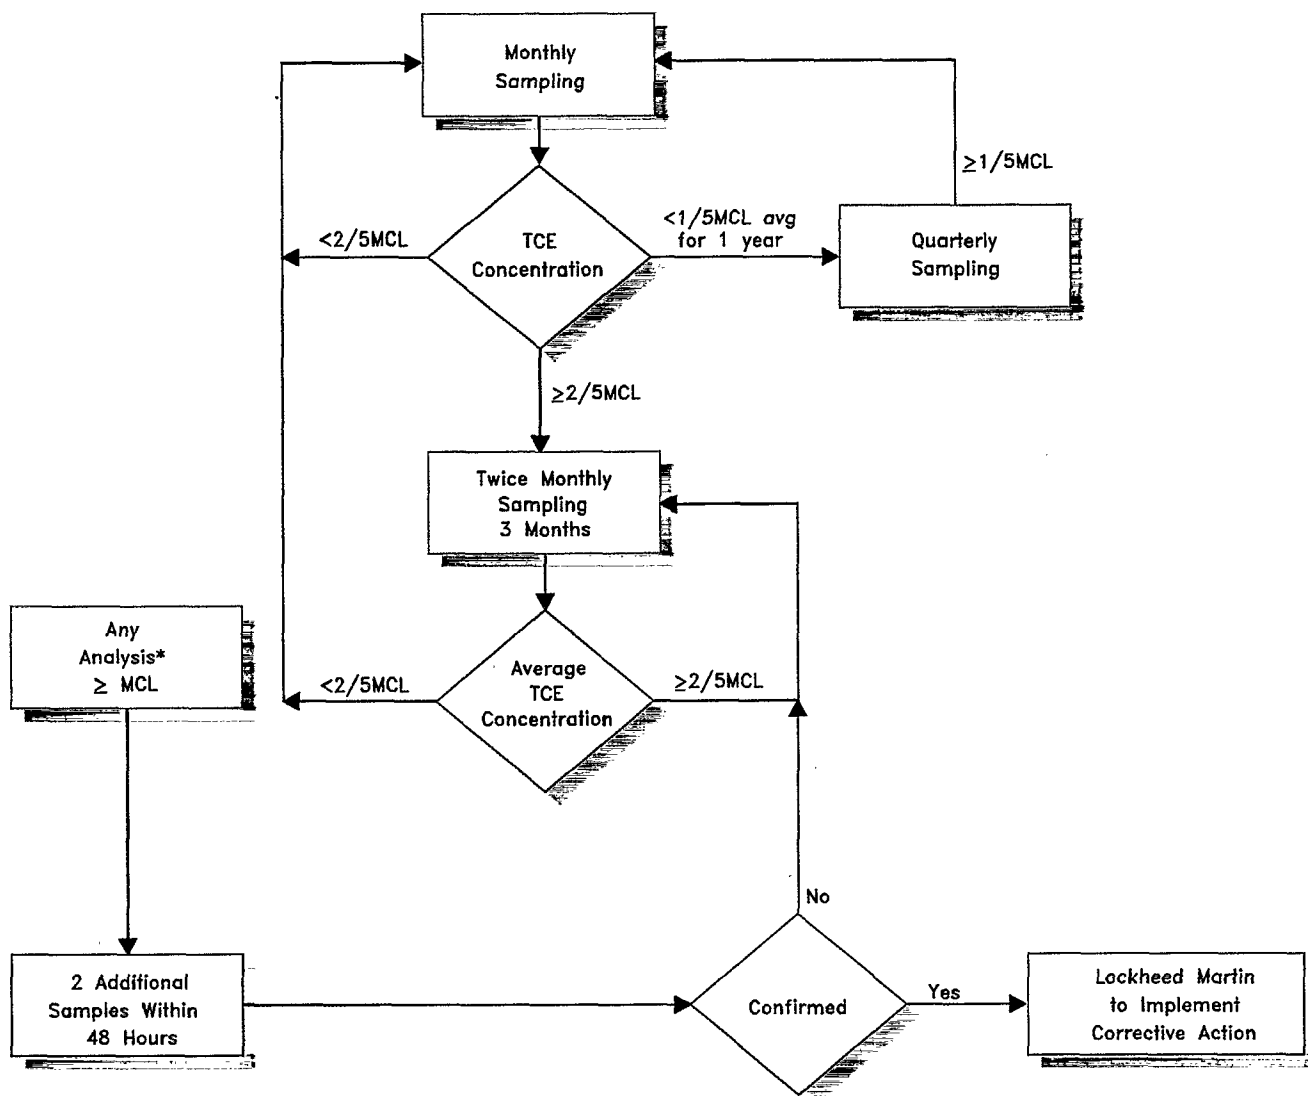 Monthly
Sampling
≥1/5MCL
<2/5MCL
TCE
Concentration
<1/5MCL avg
for 1 year
Quarterly
Sampling
≥2/5MCL
Twice Monthly
Sampling
3 Months
Any
Analysis*
≥ MCL
<2/5MCL
Average
TCE
Concentration
≥2/5MCL
No
2 Additional
Samples Within
48 Hours
Confirmed
Yes
Lockheed Martin
to Implement
Corrective Action